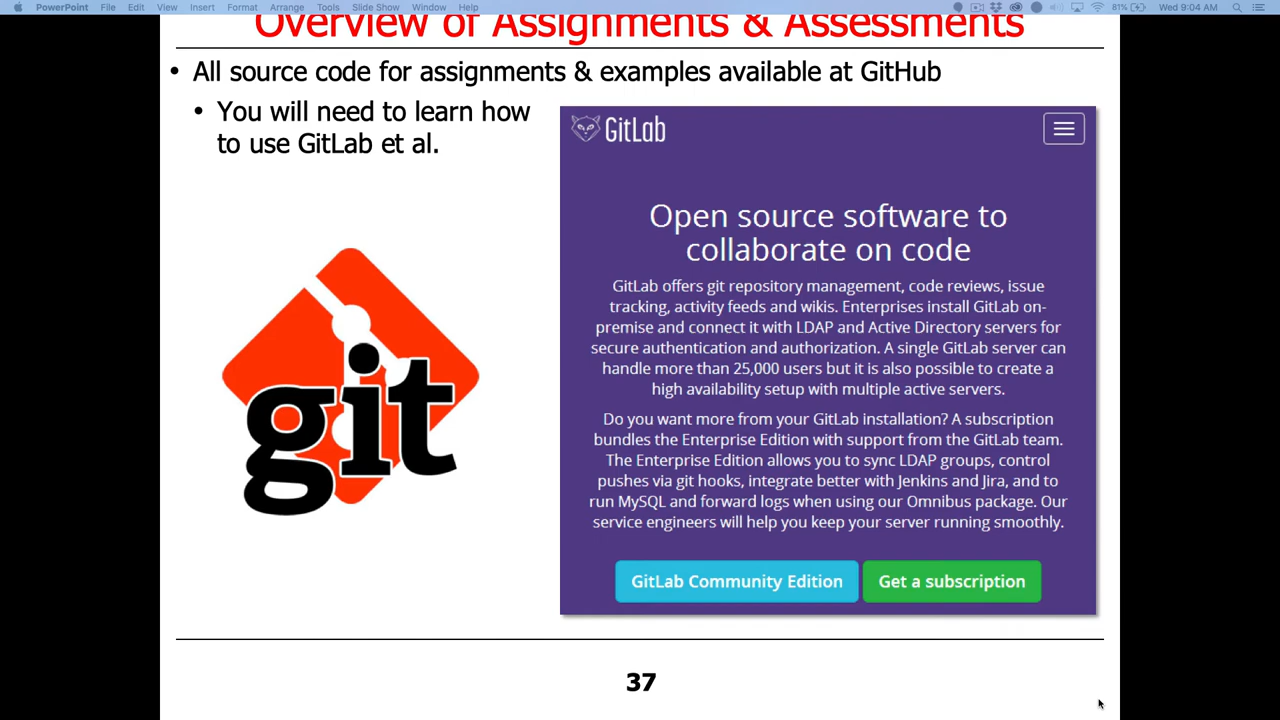 PowerPoint File Edit View Insert Format Arrange Tools Slide Show Window Help 81% Wed 9:04 AM
Overview of Assignments & Assessments
• All source code for assignments & examples available at GitHub
• You will need to learn how
to use GitLab et al.
git
GitLab
Open source software to
collaborate on code
GitLab offers git repository management, code reviews, issue
tracking, activity feeds and wikis. Enterprises install GitLab on-
premise and connect it with LDAP and Active Directory servers for
secure authentication and authorization. A single GitLab server can
handle more than 25,000 users but it is also possible to create a
high availability setup with multiple active servers.
Do you want more from your GitLab installation? A subscription
bundles the Enterprise Edition with support from the GitLab team.
The Enterprise Edition allows you to sync LDAP groups, control
pushes via git hooks, integrate better with Jenkins and Jira, and to
run MySQL and forward logs when using our Omnibus package. Our
service engineers will help you keep your server running smoothly.
GitLab Community Edition Get a subscription
37